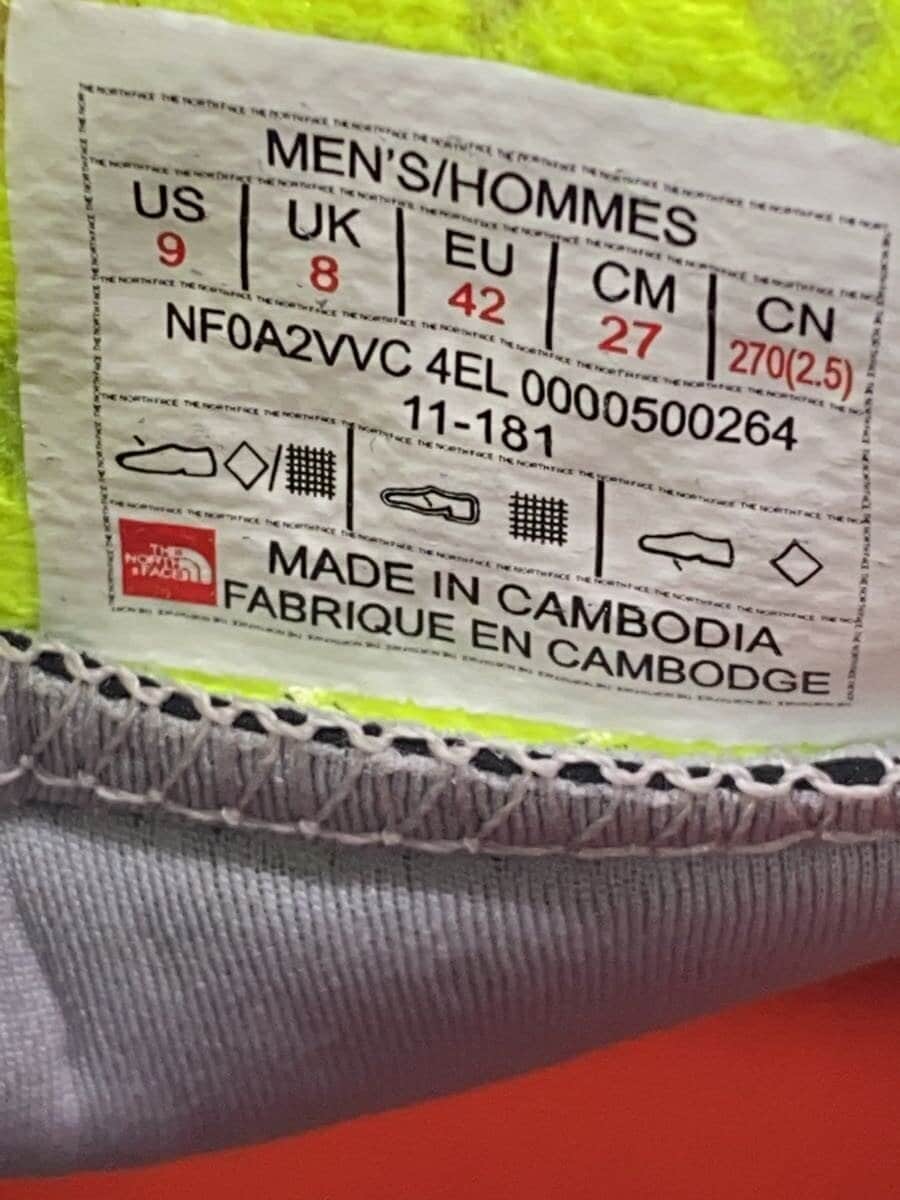 MEN'S/HOMMES
US | UK | EU | CM | CN
9 | 8 | 42 | 27 | 270(2.5)
NF0A2VVC 4EL 0000500264
11-181
THE
NORTH
FACE
MADE IN CAMBODIA
FABRIQUE EN CAMBODGE